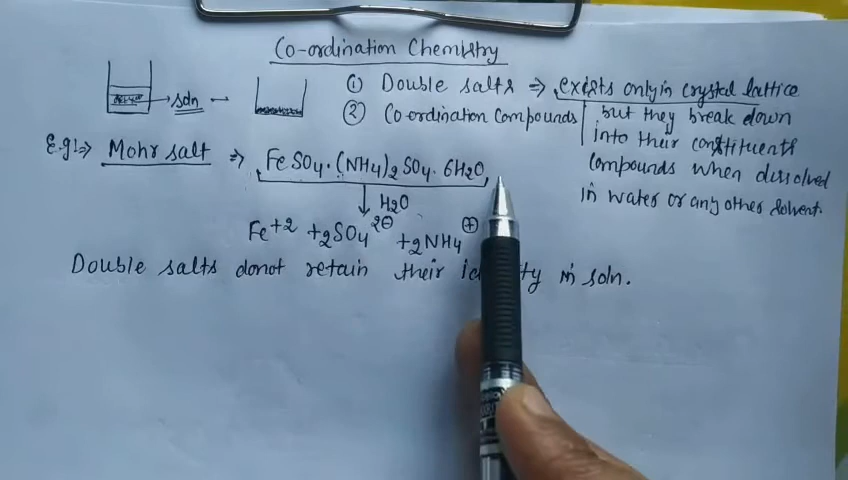 Co-ordination Chemistry
soln
① Double salts ⇒ exists only in crystal lattice
② Co-ordination Compounds
but they break down
into their constituents
compounds when dissolved
in water or any other solvent.
E.g:⇒ Mohr salt ⇒ FeSO4·(NH4)2SO4·6H2O
H2O
Fe+2 + 2SO4 2⊖ + 2NH4 ⊕
Double salts donot retain their in soln.